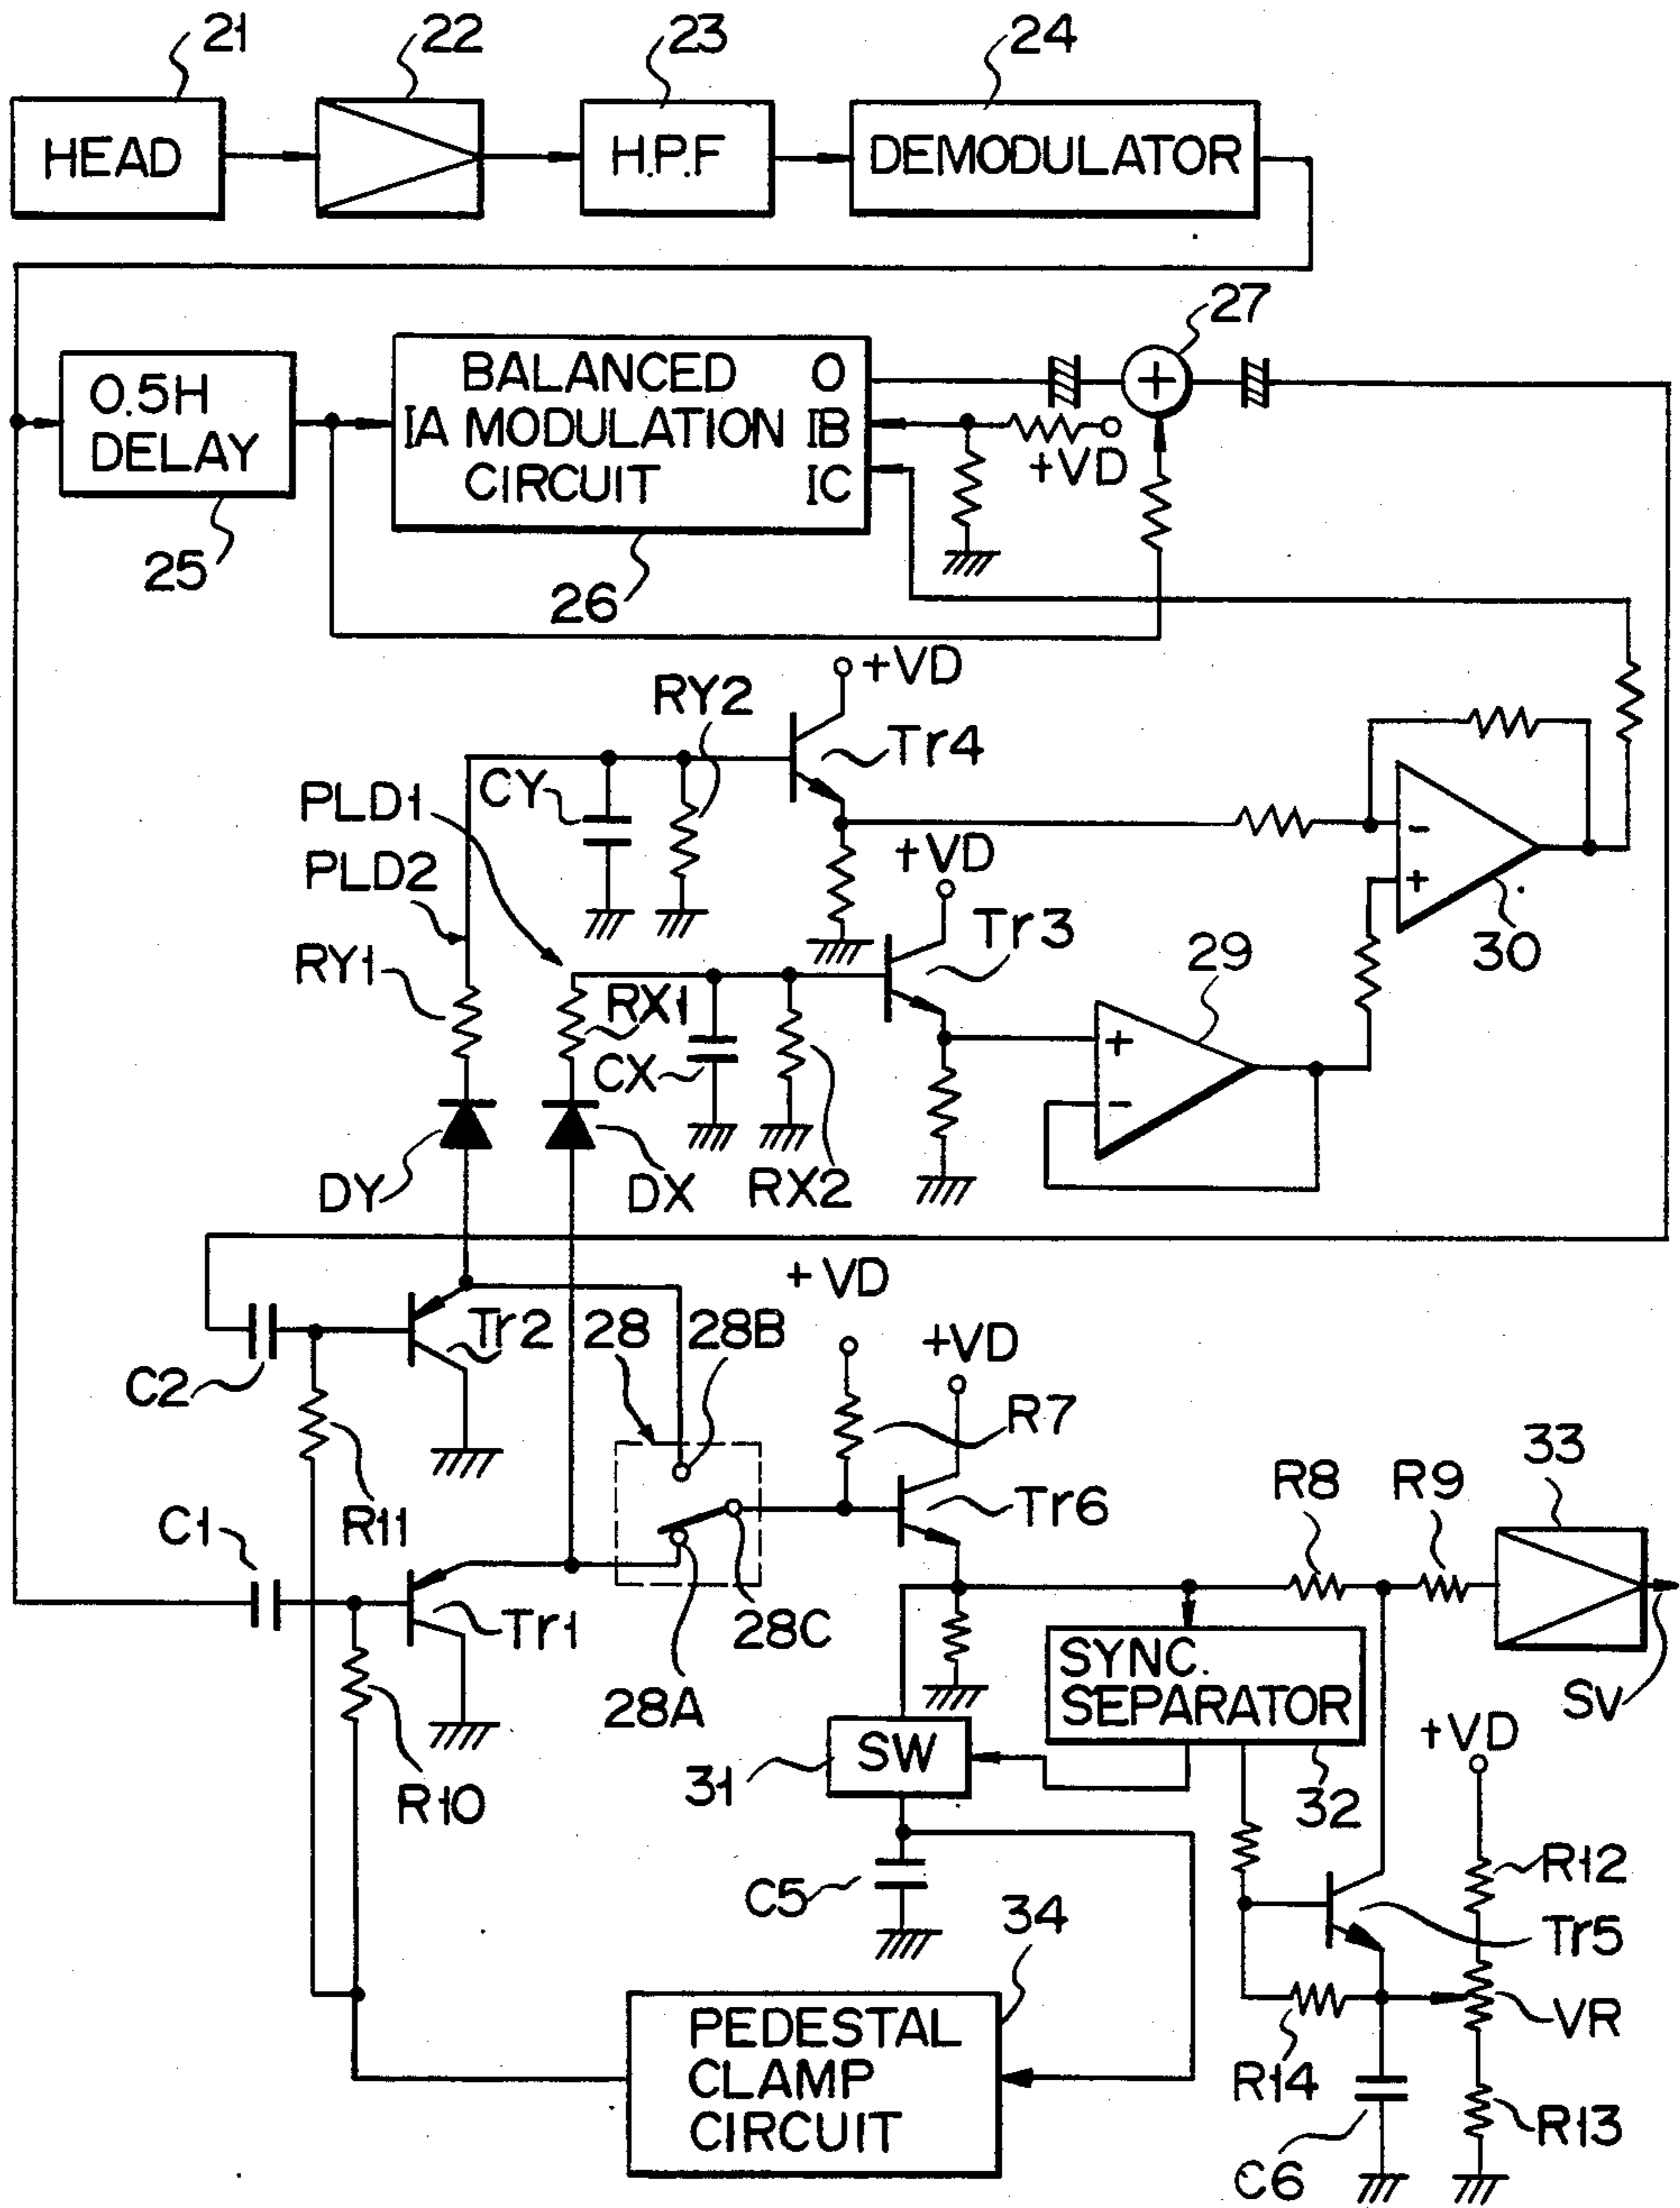 21
22
23
24
HEAD
H.P.F
DEMODULATOR
27
0.5H
DELAY
BALANCED
O
IA MODULATION
IB
CIRCUIT
IC
+VD
25
26
+VD
RY2
Tr4
CY
PLD1
+VD
PLD2
-
+
Tr3
30
RY1
RX1
29
CX
+
-
DY
DX
RX2
+VD
Tr2
28
28B
+VD
C2
R7
33
R8
R9
C1
R11
Tr6
Tr1
28C
SYNC.
SEPARATOR
28A
SV
+VD
31
SW
R10
32
C5
34
R12
Tr5
PEDESTAL
CLAMP
CIRCUIT
VR
R14
R13
C6